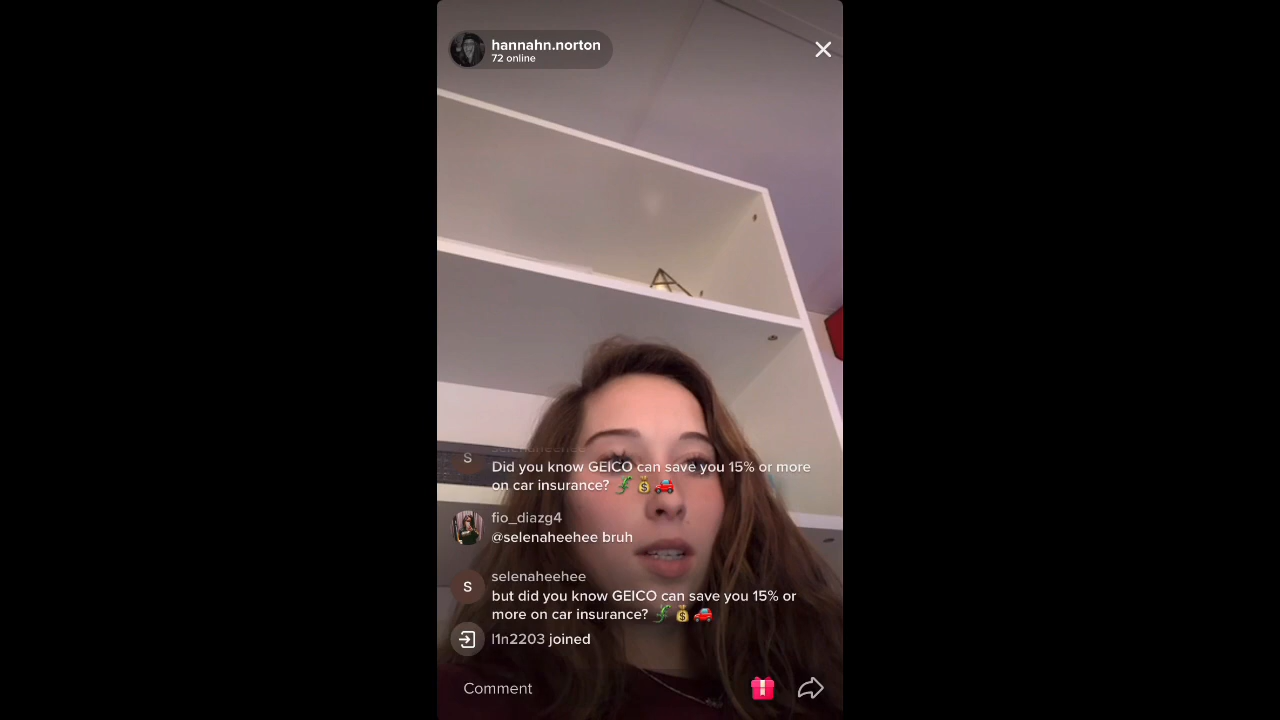 hannahn.norton
72 online
selenaheehee
Did you know GEICO can save you 15% or more
on car insurance? 🦎💰🚗
fio_diazg4
@selenaheehee bruh
S
selenaheehee
S
but did you know GEICO can save you 15% or
more on car insurance? 🦎💰🚗
l1n2203 joined
Comment